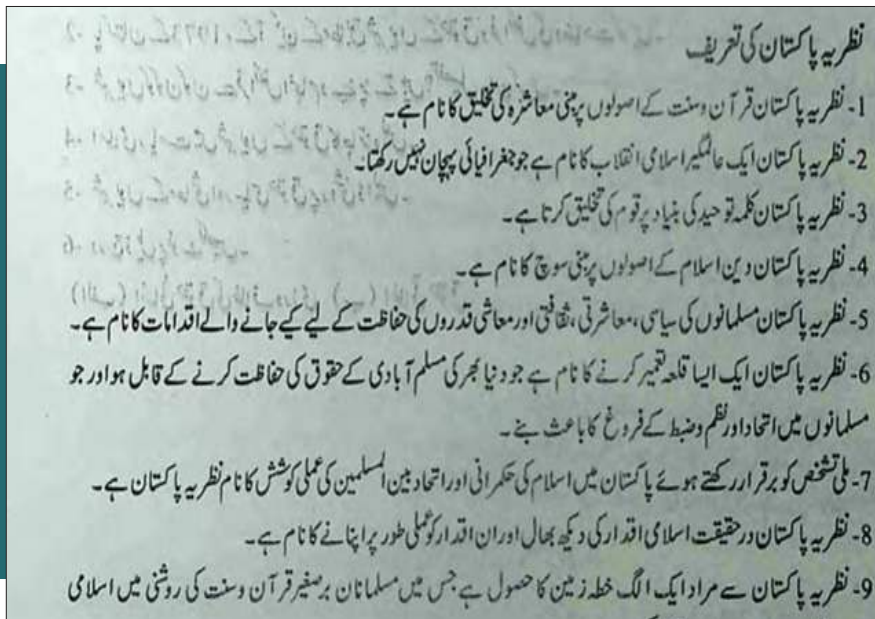 نظریہ پاکستان کی تعریف
1- نظریہ پاکستان قرآن وسنت کے اصولوں پر مبنی معاشرہ کی تخلیق کا نام ہے۔
2- نظریہ پاکستان ایک عالمگیر اسلامی انقلاب کا نام ہے جو جغرافیائی پہچان نہیں رکھتا۔
3- نظریہ پاکستان کلمہ توحید کی بنیاد پر قوم کی تخلیق کرتا ہے۔
4- نظریہ پاکستان دین اسلام کے اصولوں پر مبنی سوچ کا نام ہے۔
5- نظریہ پاکستان مسلمانوں کی سیاسی، معاشرتی، ثقافتی اور معاشی قدروں کی حفاظت کے لیے کیے جانے والے اقدامات کا نام ہے۔
6- نظریہ پاکستان ایک ایسا قلعہ تعمیر کرنے کا نام ہے جو دنیا بھر کی مسلم آبادی کے حقوق کی حفاظت کرنے کے قابل ہو اور جو
مسلمانوں میں اتحاد اور نظم وضبط کے فروغ کا باعث بنے۔
7- ملی تشخص کو برقرار رکھتے ہوئے پاکستان میں اسلام کی حکمرانی اور اتحاد بین المسلمین کی عملی کوشش کا نام نظریہ پاکستان ہے۔
8- نظریہ پاکستان درحقیقت اسلامی اقدار کی دیکھ بھال اور ان اقدار کو عملی طور پر اپنانے کا نام ہے۔
9- نظریہ پاکستان سے مراد ایک الگ خطہ زمین کا حصول ہے جس میں مسلمانان برصغیر قرآن وسنت کی روشنی میں اسلامی